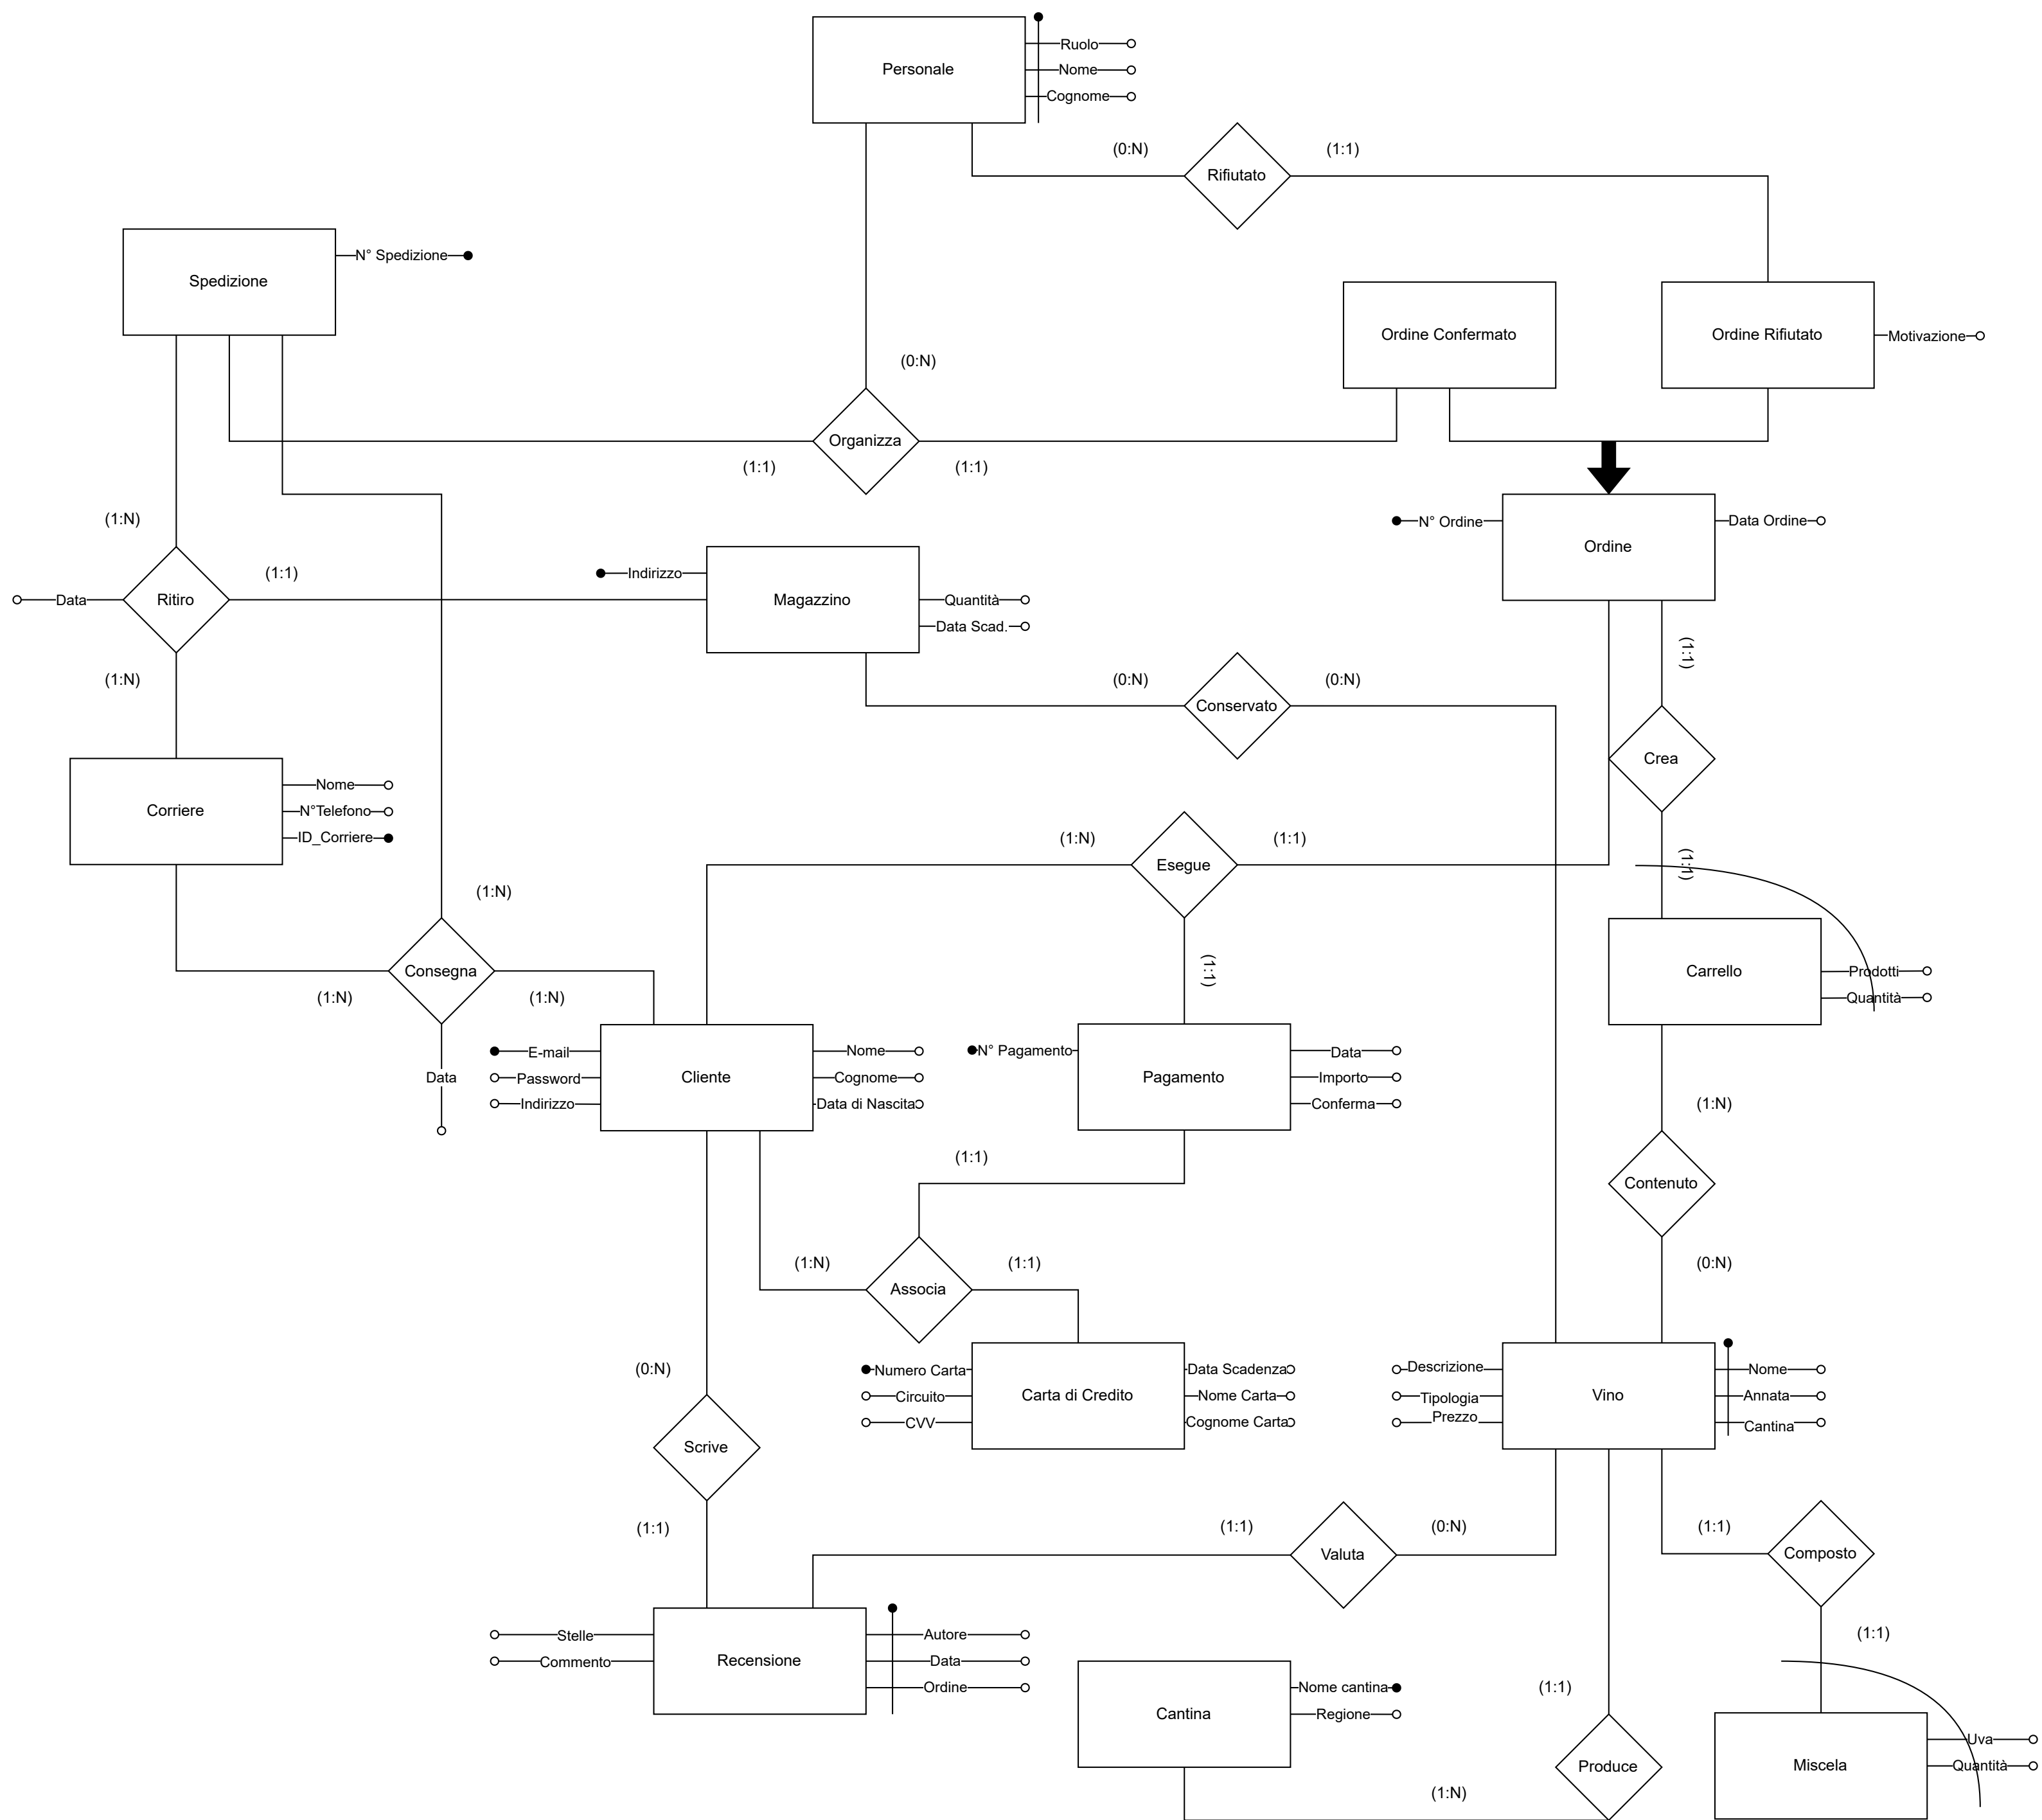 Personale
Ruolo
Nome
Cognome
(0:N)
Rifiutato
(1:1)
Spedizione
N° Spedizione
Ordine Confermato
Ordine Rifiutato
Motivazione
(0:N)
Organizza
(1:1)
(1:1)
(1:N)
N° Ordine
Data Ordine
Ordine
Data
Ritiro
(1:1)
Indirizzo
Magazzino
Quantità
Data Scad.
(1:1)
(1:N)
(0:N)
Conservato
(0:N)
Crea
Corriere
Nome
N°Telefono
ID_Corriere
(1:N)
Esegue
(1:1)
(1:1)
(1:N)
Consegna
(1:N)
(1:N)
(1:1)
Carrello
Prodotti
Quantità
Data
E-mail
Password
Indirizzo
Cliente
Nome
Cognome
Data di Nascita
N° Pagamento
Pagamento
Data
Importo
Conferma
(1:N)
(1:1)
Contenuto
(1:N)
Associa
(1:1)
(0:N)
(0:N)
Numero Carta
Circuito
CVV
Carta di Credito
Data Scadenza
Nome Carta
Cognome Carta
Descrizione
Tipologia
Prezzo
Vino
Nome
Annata
Cantina
Scrive
(1:1)
(1:1)
Valuta
(0:N)
(1:1)
Composto
Stelle
Commento
Recensione
Autore
Data
Ordine
(1:1)
Cantina
Nome cantina
Regione
(1:1)
Produce
(1:N)
Miscela
Uva
Quantità